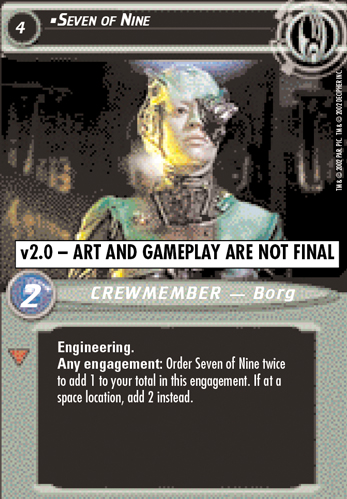 4
▪Seven of Nine
TM & © 2002 PAR. PIC. TM & © 2002 DECIPHER INC.
v2.0 – ART AND GAMEPLAY ARE NOT FINAL
2
CREWMEMBER — Borg
Engineering.
Any engagement: Order Seven of Nine twice
to add 1 to your total in this engagement. If at a
space location, add 2 instead.